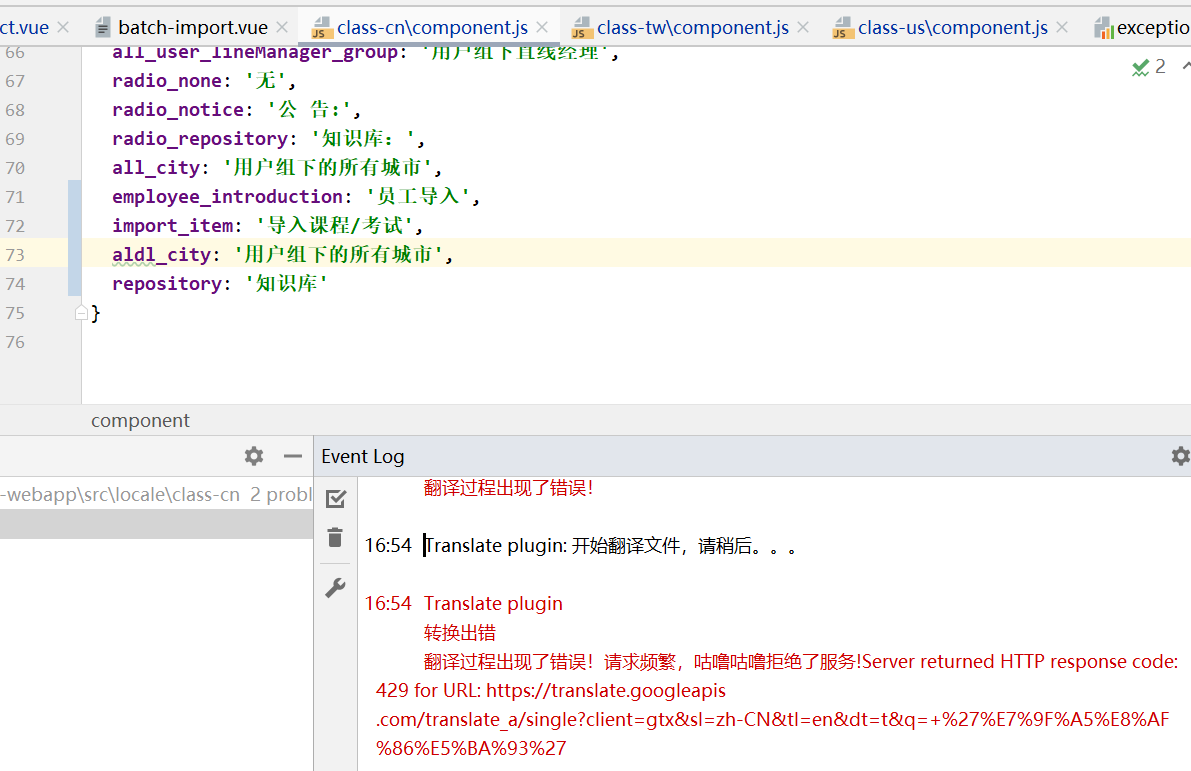 ct.vue batch-import.vue class-cn\component.js class-tw\component.js class-us\component.js exceptio
66 all_user_lineManager_group: '用户组下直线经理',
67 radio_none: '无',
2
68 radio_notice: '公 告:',
69 radio_repository: '知识库: ',
70 all_city: '用户组下的所有城市',
71 employee_introduction: '员工导入',
72 import_item: '导入课程/考试',
73 aldl_city: '用户组下的所有城市',
74 repository: '知识库'
75 }
76
component
Event Log
-webapp\src\locale\class-cn 2 probl
翻译过程出现了错误!
16:54 Translate plugin: 开始翻译文件，请稍后。。。
16:54 Translate plugin
转换出错
翻译过程出现了错误！请求频繁，咕噜咕噜拒绝了服务!Server returned HTTP response code:
429 for URL: https://translate.googleapis
.com/translate_a/single?client=gtx&sl=zh-CN&tl=en&dt=t&q=+%27%E7%9F%A5%E8%AF
%86%E5%BA%93%27